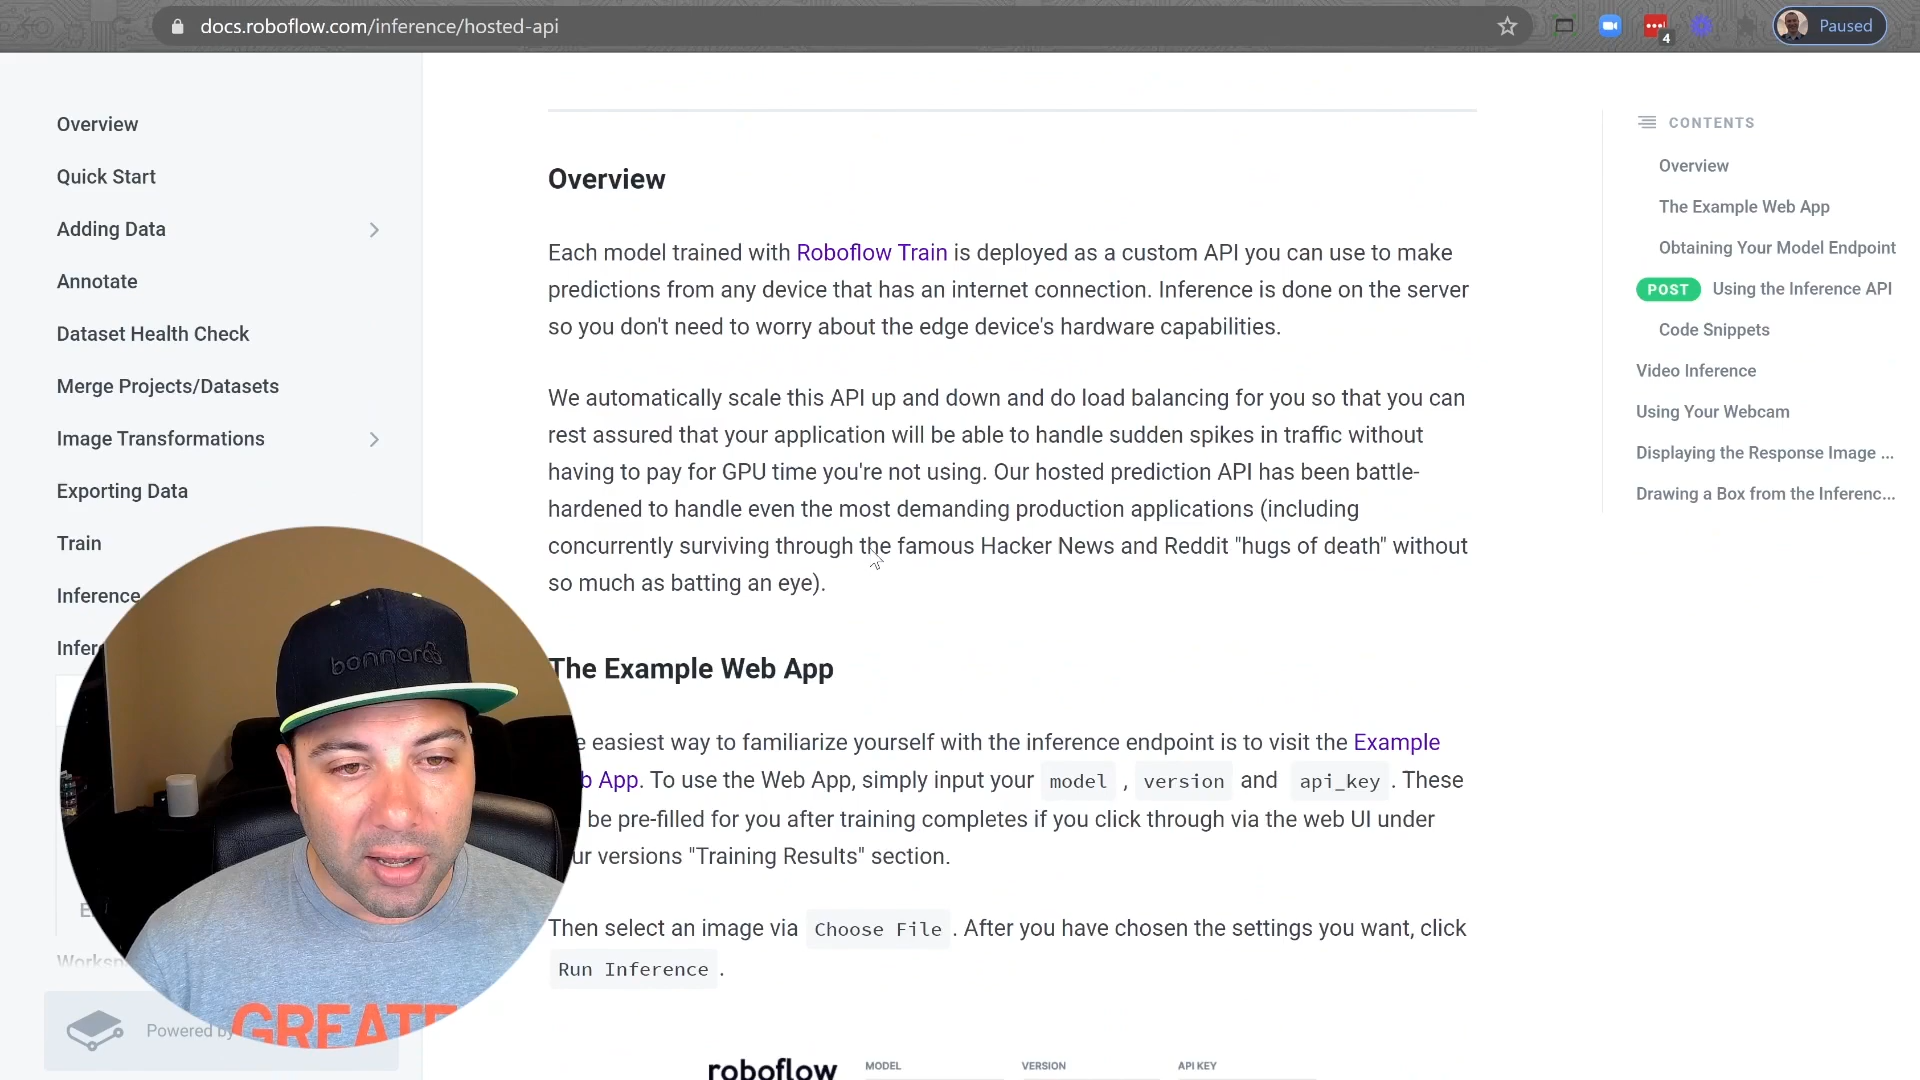 docs.roboflow.com/inference/hosted-api
4
Paused
Overview
Quick Start
Adding Data
Annotate
Dataset Health Check
Merge Projects/Datasets
Image Transformations
Exporting Data
Train
Inference
Powered by
bonnaroo
GREATE
Overview
Each model trained with Roboflow Train is deployed as a custom API you can use to make
predictions from any device that has an internet connection. Inference is done on the server
so you don't need to worry about the edge device's hardware capabilities.
We automatically scale this API up and down and do load balancing for you so that you can
rest assured that your application will be able to handle sudden spikes in traffic without
having to pay for GPU time you're not using. Our hosted prediction API has been battle-
hardened to handle even the most demanding production applications (including
concurrently surviving through the famous Hacker News and Reddit "hugs of death" without
so much as batting an eye).
The Example Web App
easiest way to familiarize yourself with the inference endpoint is to visit the Example
App. To use the Web App, simply input your model , version and api_key . These
be pre-filled for you after training completes if you click through via the web UI under
versions "Training Results" section.
Then select an image via Choose File . After you have chosen the settings you want, click
Run Inference .
roboflow
MODEL
VERSION
API KEY
CONTENTS
Overview
The Example Web App
Obtaining Your Model Endpoint
POST Using the Inference API
Code Snippets
Video Inference
Using Your Webcam
Displaying the Response Image ...
Drawing a Box from the Inferenc...